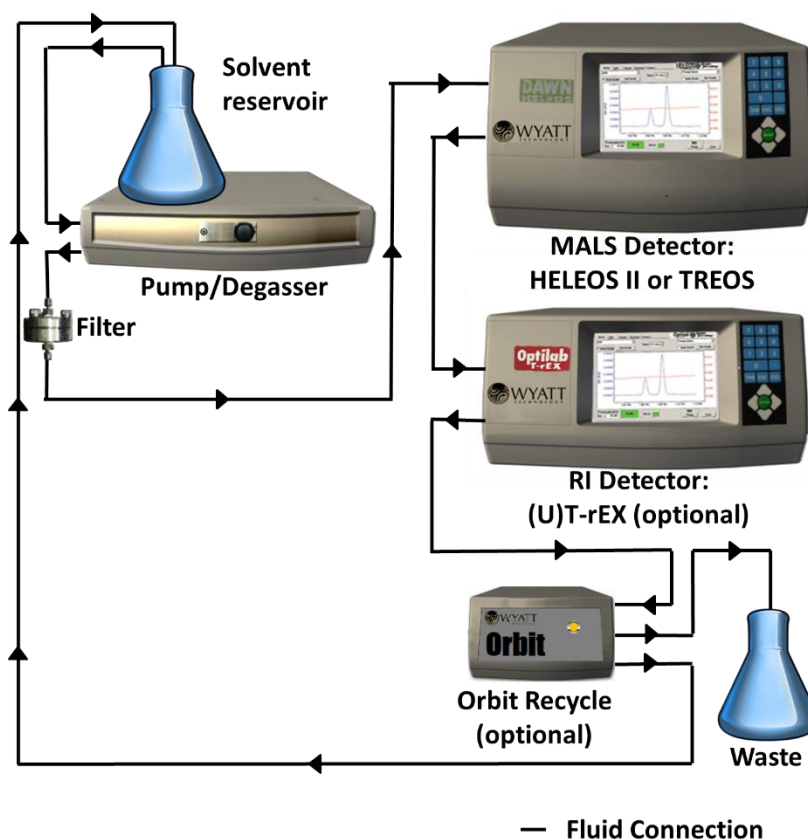 Solvent
reservoir
Pump/Degasser
Filter
DAWN
HELEOS
WYATT
TECHNOLOGY
MALS Detector:
HELEOS II or TREOS
Optilab
T-rEX
WYATT
TECHNOLOGY
RI Detector:
(U)T-rEX (optional)
WYATT
Orbit
Orbit Recycle
(optional)
Waste
Fluid Connection